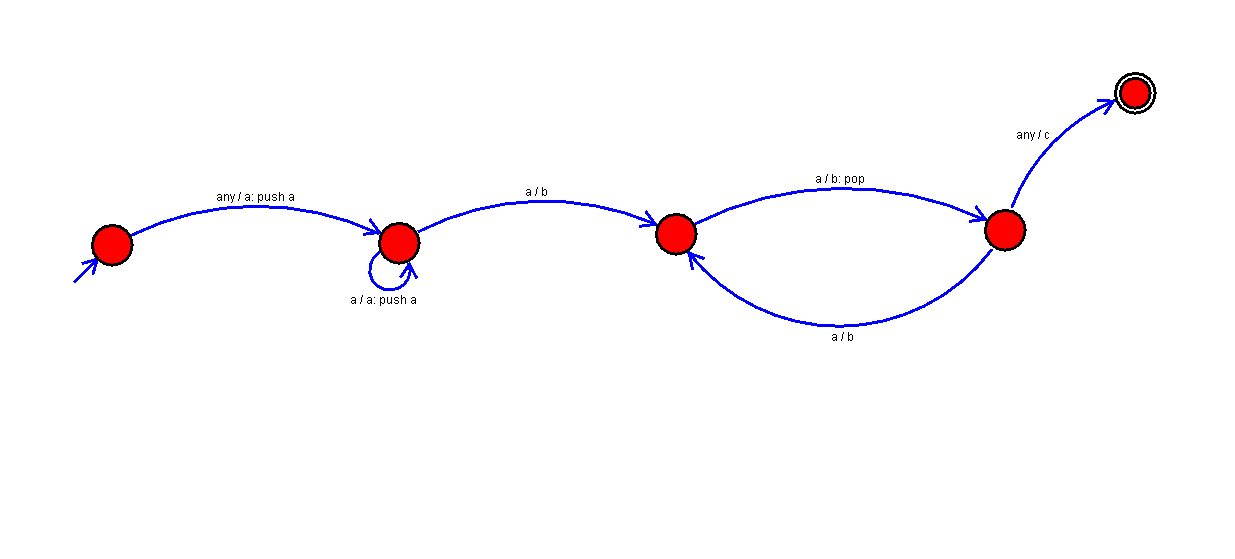 any / c
a / b: pop
any / a: push a
a / b
a / a: push a
a / b